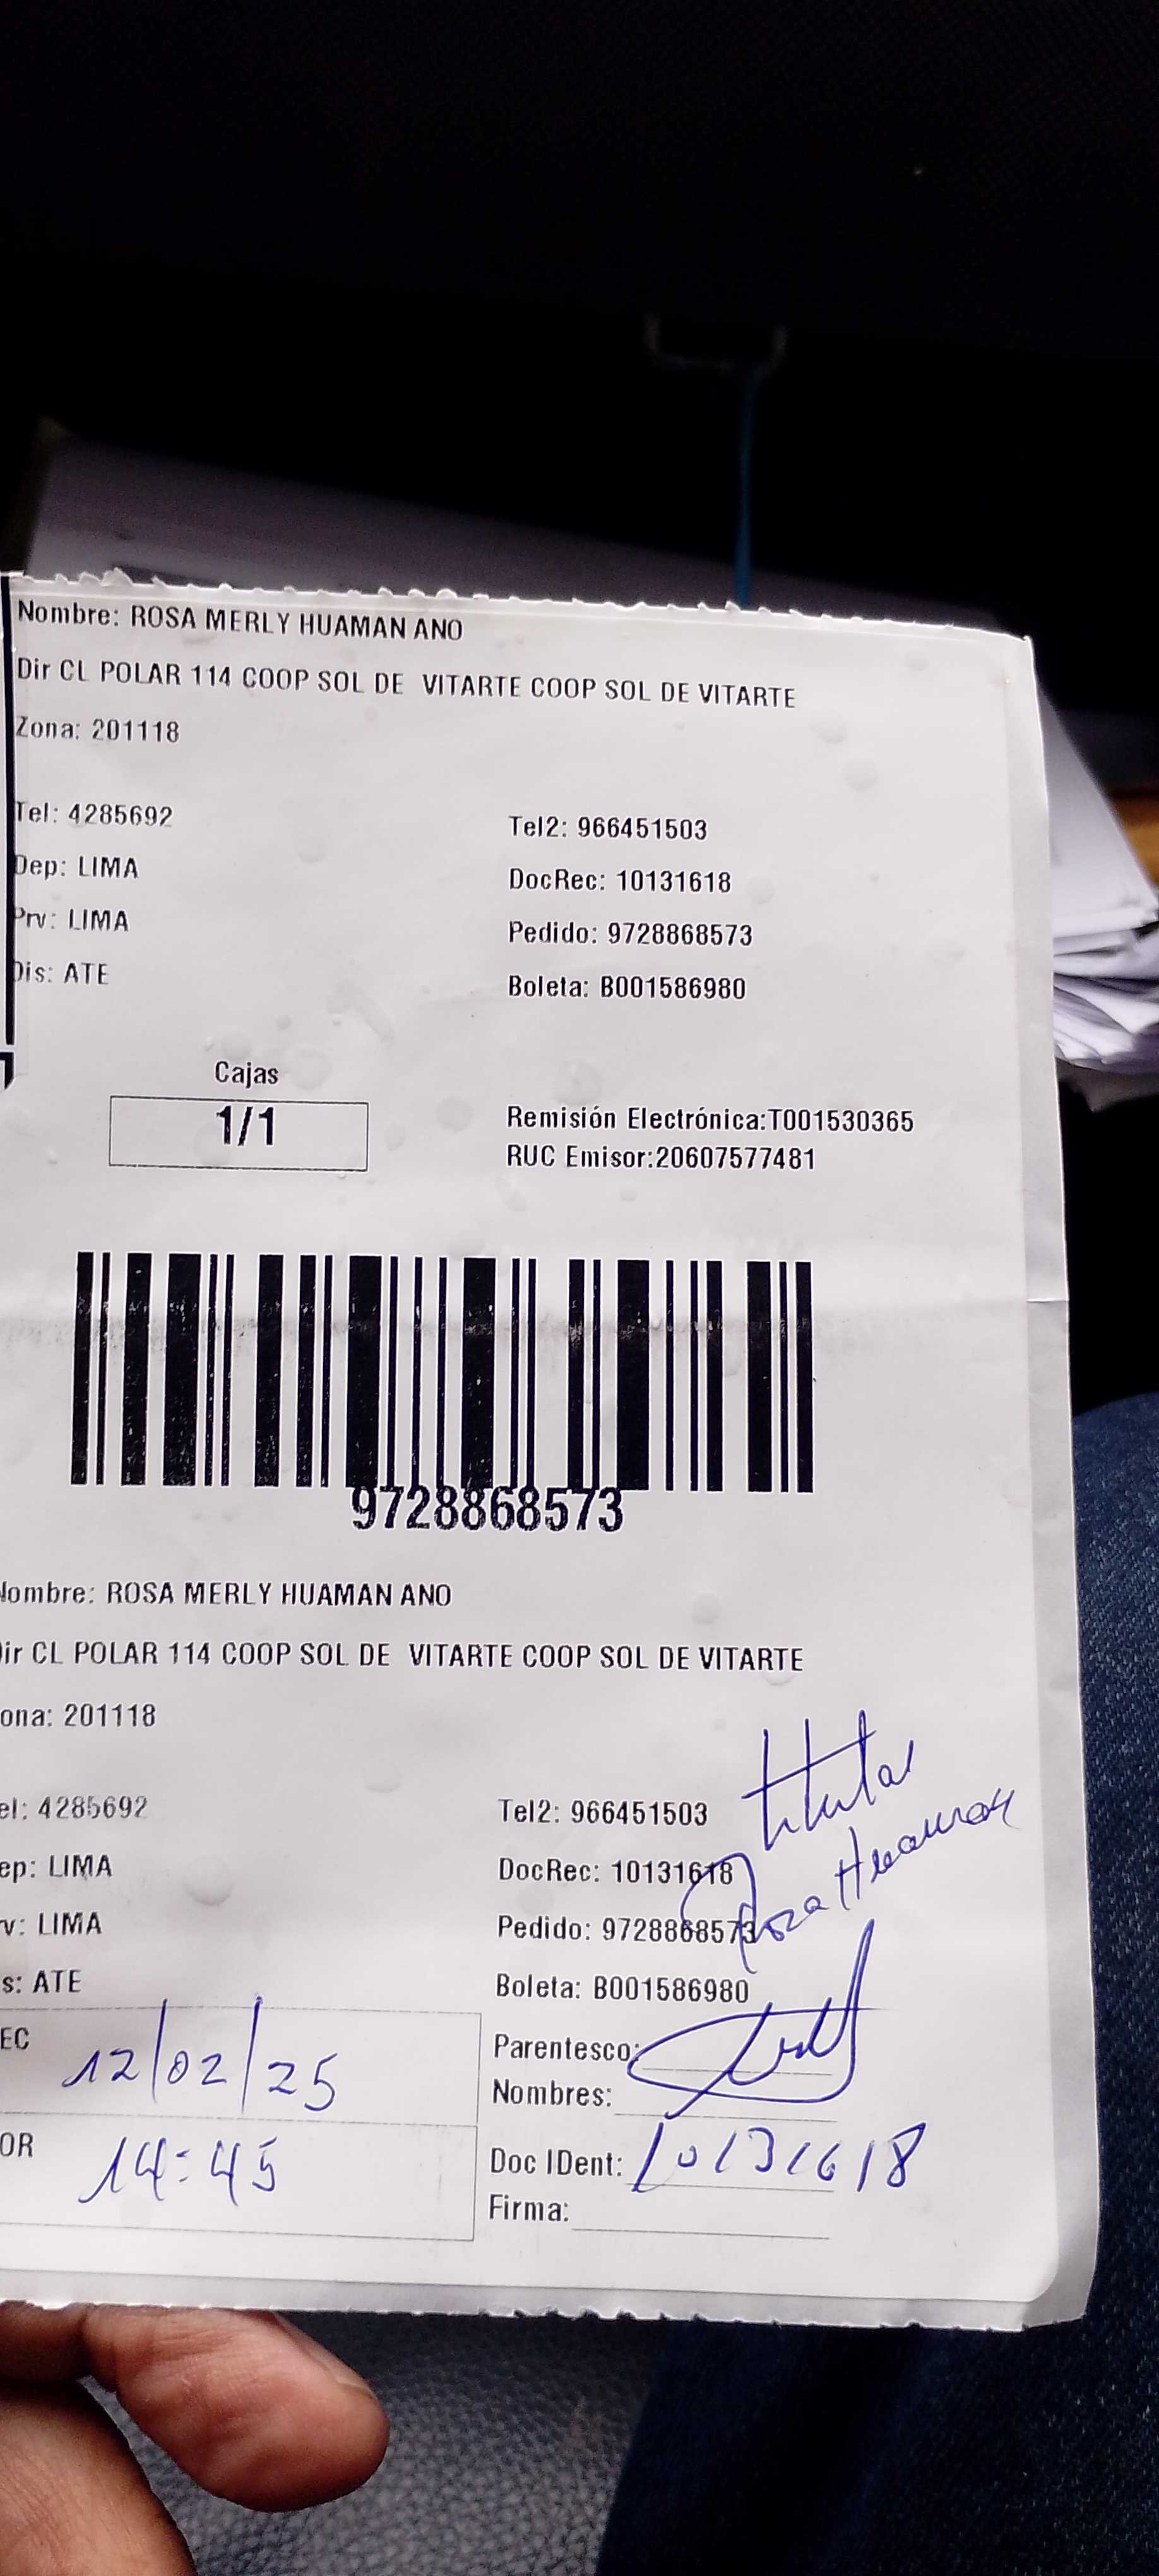 Nombre: ROSA MERLY HUAMAN ANO
Dir CL POLAR 114 COOP SOL DE VITARTE COOP SOL DE VITARTE
Zona: 201118
Tel: 4285692
Tel2: 966451503
Dep: LIMA
DocRec: 10131618
Prv: LIMA
Pedido: 9728868573
Dis: ATE
Boleta: B001586980
Cajas
1/1
Remisión Electrónica:T001530365
RUC Emisor:20607577481
9728868573
Nombre: ROSA MERLY HUAMAN ANO
Dir CL POLAR 114 COOP SOL DE VITARTE COOP SOL DE VITARTE
ona: 201118
titular
el: 4285692
Tel2: 966451503
Rosa Huaman
ep: LIMA
DocRec: 10131618
v: LIMA
Pedido: 9728868573
s: ATE
Boleta: B001586980
EC 12/02/25
Parentesco:
Nombres:
OR 14:45
Doc IDent: 10131618
Firma: